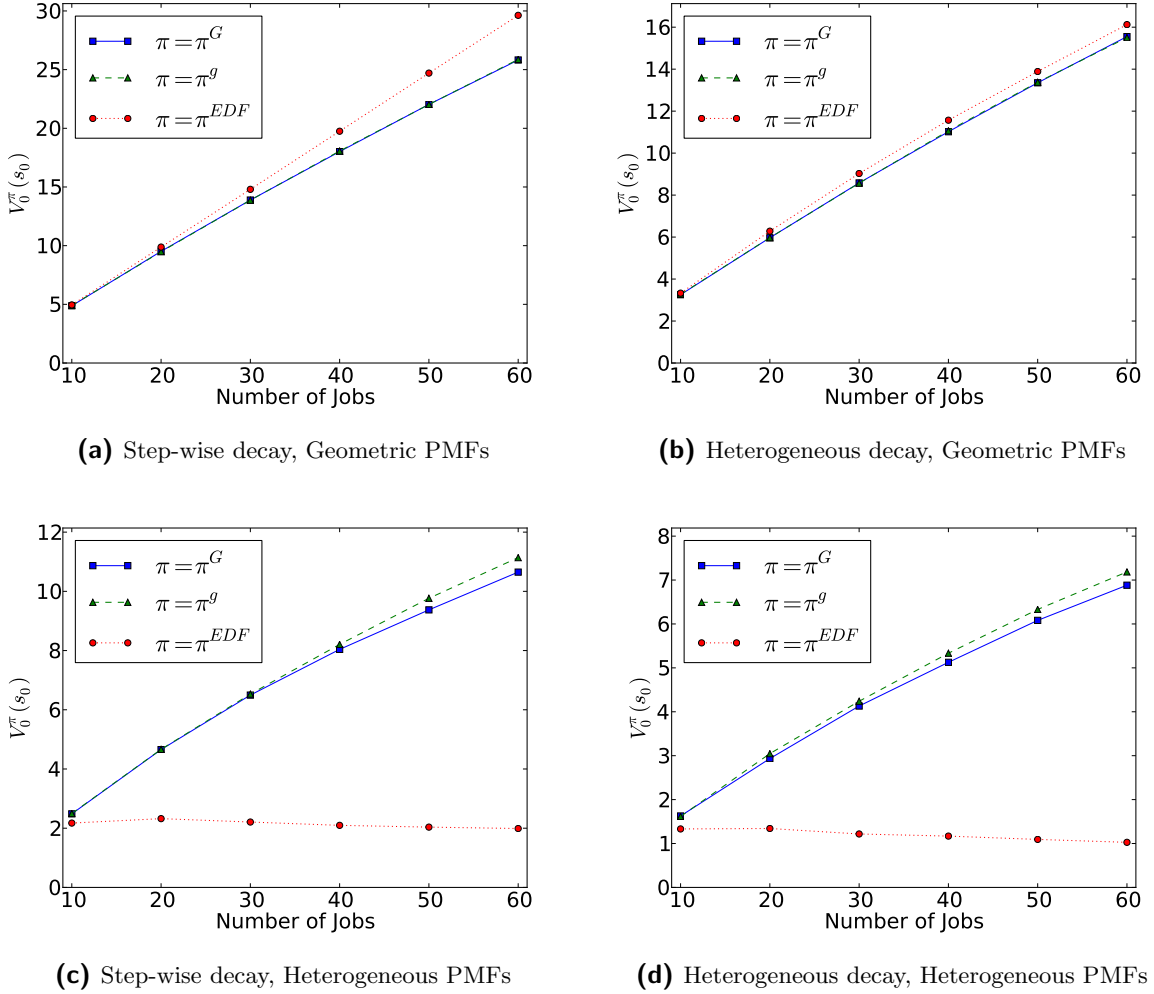 30
25
20
15
10
5
0
V_0^π(s_0)
π = π^G
π = π^g
π = π^EDF
10 20 30 40 50 60
Number of Jobs
(a) Step-wise decay, Geometric PMFs
16
14
12
10
8
6
4
2
0
V_0^π(s_0)
π = π^G
π = π^g
π = π^EDF
10 20 30 40 50 60
Number of Jobs
(b) Heterogeneous decay, Geometric PMFs
12
10
8
6
4
2
0
V_0^π(s_0)
π = π^G
π = π^g
π = π^EDF
10 20 30 40 50 60
Number of Jobs
(c) Step-wise decay, Heterogeneous PMFs
8
7
6
5
4
3
2
1
0
V_0^π(s_0)
π = π^G
π = π^g
π = π^EDF
10 20 30 40 50 60
Number of Jobs
(d) Heterogeneous decay, Heterogeneous PMFs